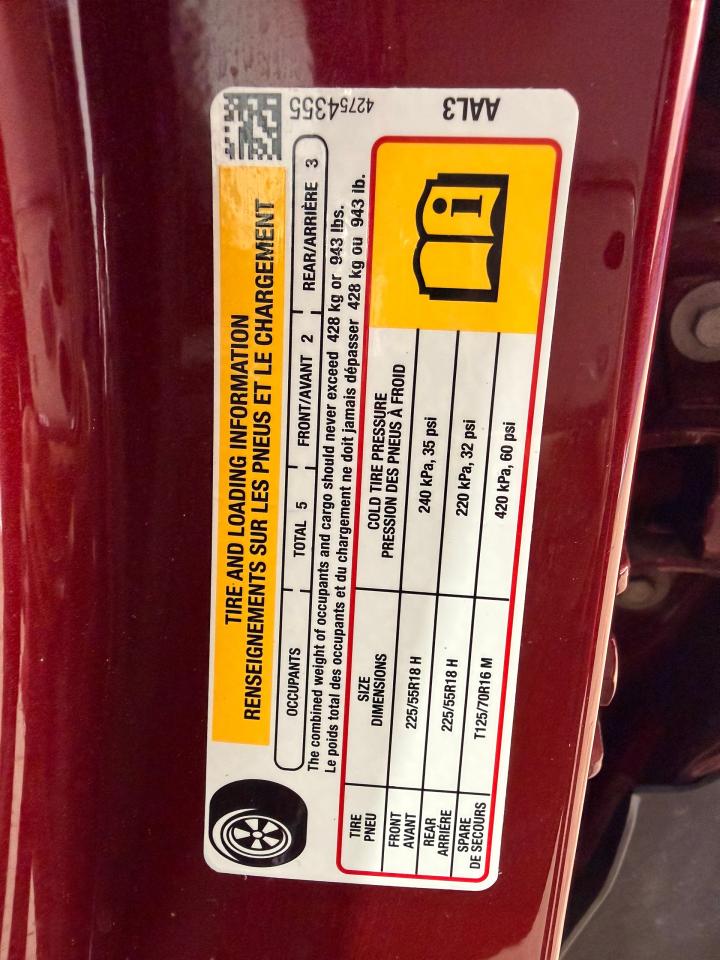 TIRE AND LOADING INFORMATION
RENSEIGNEMENTS SUR LES PNEUS ET LE CHARGEMENT
OCCUPANTS TOTAL 5 FRONT/AVANT 2 REAR/ARRIÈRE 3
The combined weight of occupants and cargo should never exceed 428 kg or 943 lbs.
Le poids total des occupants et du chargement ne doit jamais dépasser 428 kg ou 943 lb.
TIRE SIZE COLD TIRE PRESSURE
PNEU DIMENSIONS PRESSION DES PNEUS À FROID
FRONT
AVANT 225/55R18 H 240 kPa, 35 psi
REAR
ARRIÈRE 225/55R18 H 220 kPa, 32 psi
SPARE
DE SECOURS T125/70R16 M 420 kPa, 60 psi
42754355
AAL3